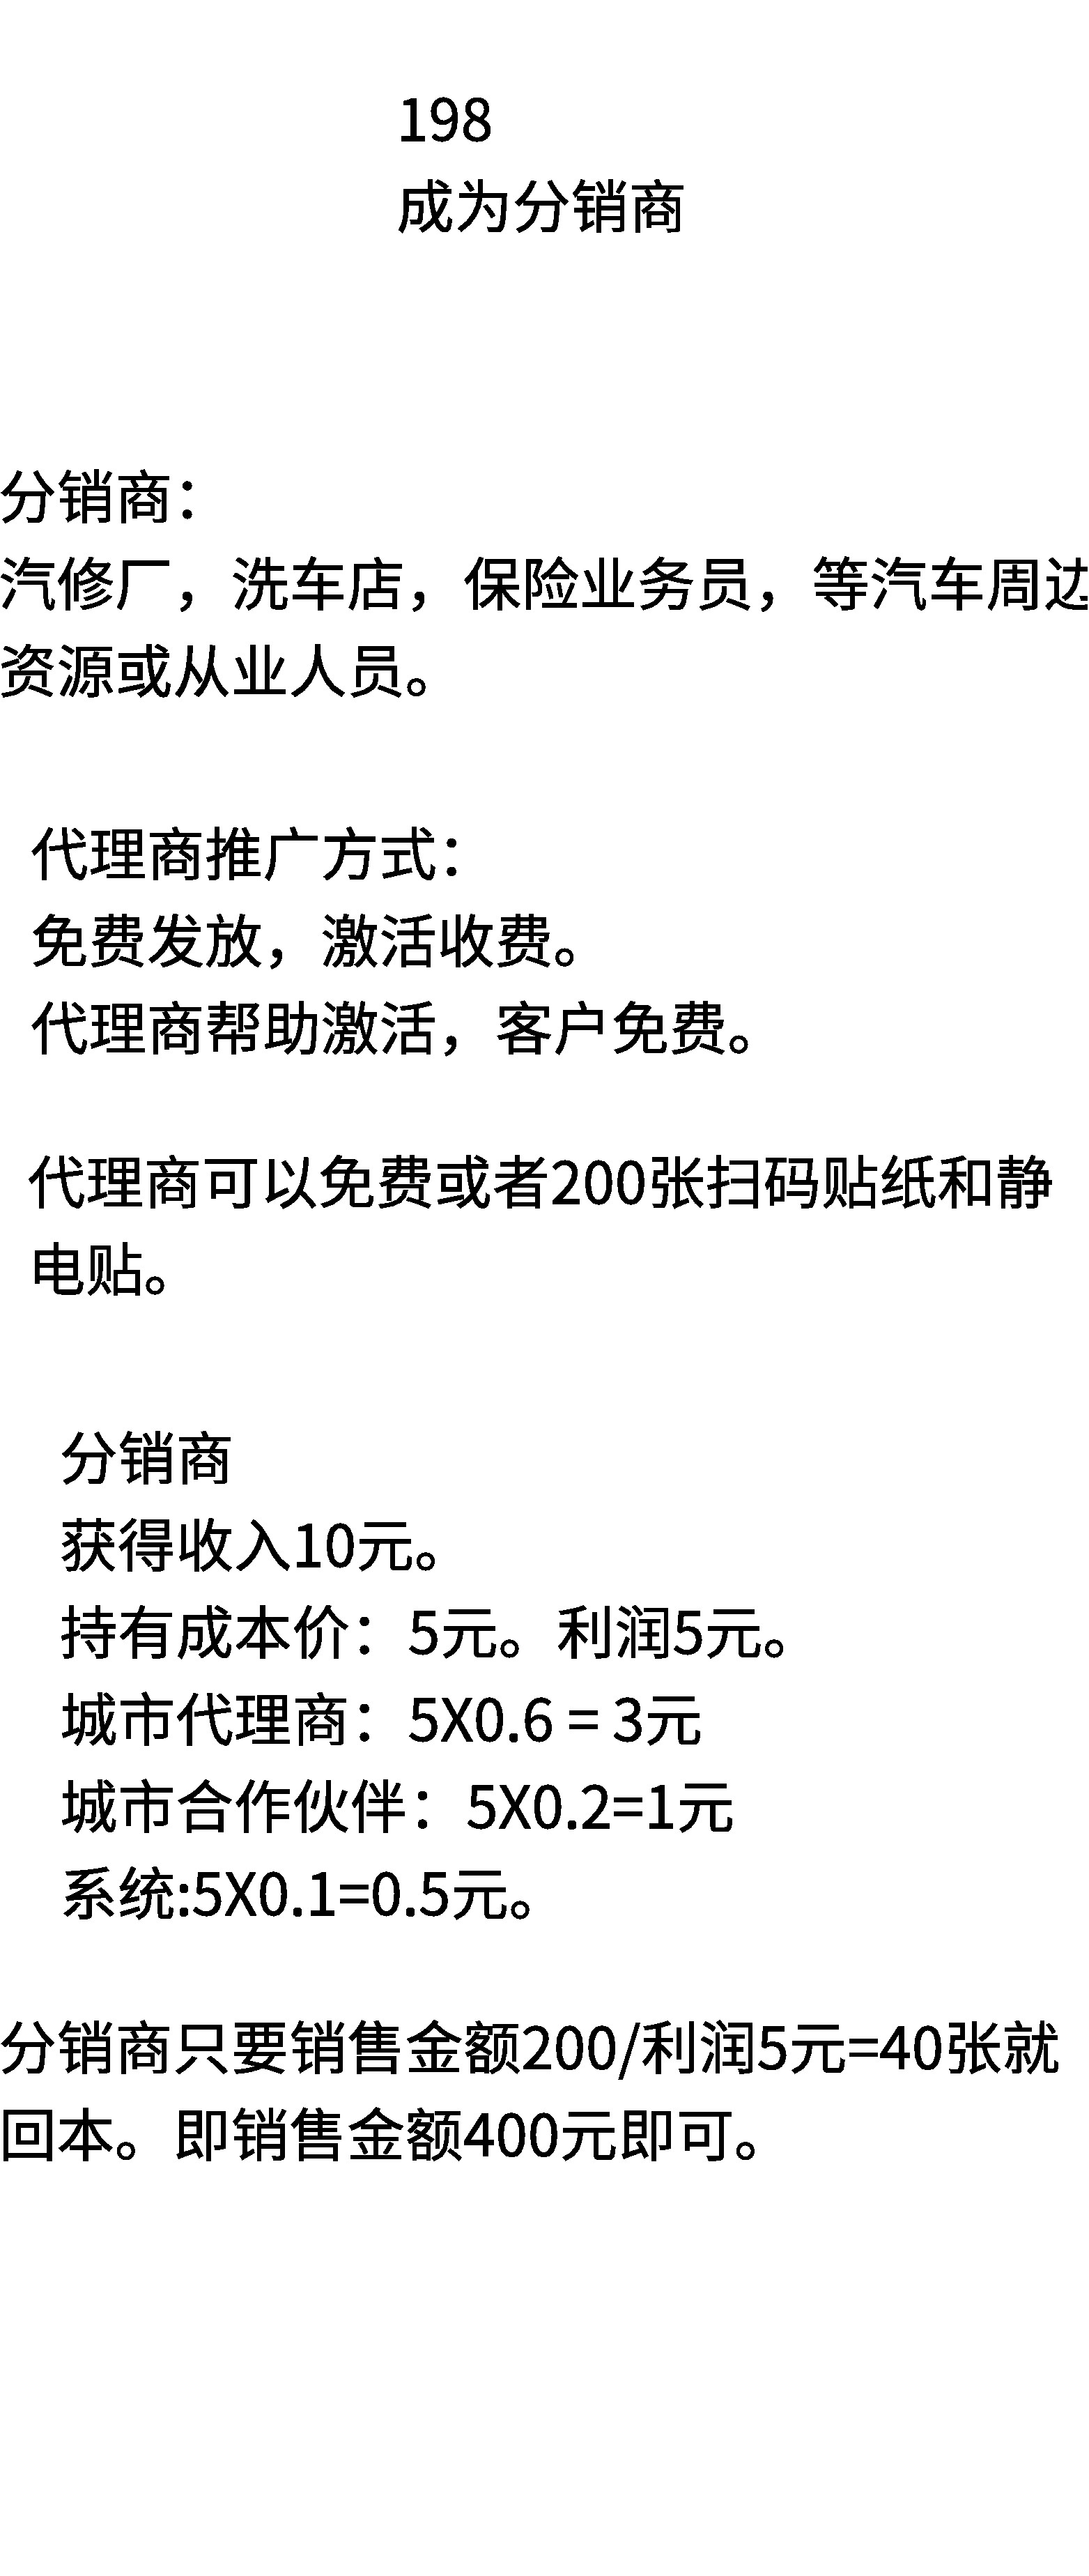 198
成为分销商
分销商：
汽修厂，洗车店，保险业务员，等汽车周边
资源或从业人员。
代理商推广方式：
免费发放，激活收费。
代理商帮助激活，客户免费。
代理商可以免费或者200张扫码贴纸和静
电贴。
分销商
获得收入10元。
持有成本价：5元。利润5元。
城市代理商：5X0.6 = 3元
城市合作伙伴：5X0.2=1元
系统:5X0.1=0.5元。
分销商只要销售金额200/利润5元=40张就
回本。即销售金额400元即可。